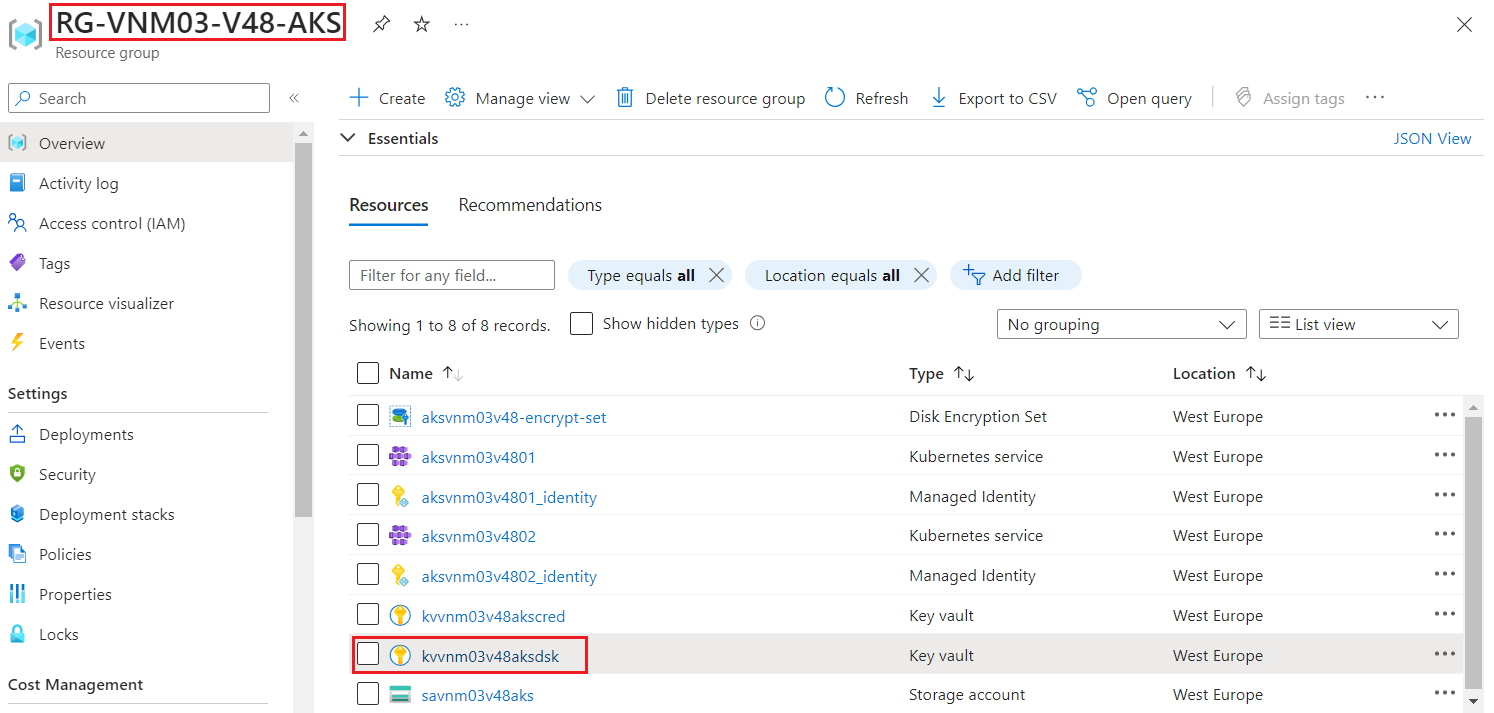 RG-VNM03-V48-AKS
Resource group
Search
Create Manage view Delete resource group Refresh Export to CSV Open query Assign tags
Essentials JSON View
Overview
Activity log
Access control (IAM)
Tags
Resource visualizer
Events
Settings
Deployments
Security
Deployment stacks
Policies
Properties
Locks
Cost Management
Resources Recommendations
Filter for any field... Type equals all Location equals all Add filter
Showing 1 to 8 of 8 records. Show hidden types No grouping List view
Name Type Location
aksvnm03v48-encrypt-set Disk Encryption Set West Europe
aksvnm03v4801 Kubernetes service West Europe
aksvnm03v4801_identity Managed Identity West Europe
aksvnm03v4802 Kubernetes service West Europe
aksvnm03v4802_identity Managed Identity West Europe
kvvnm03v48akscred Key vault West Europe
kvvnm03v48aksdsk Key vault West Europe
savnm03v48aks Storage account West Europe